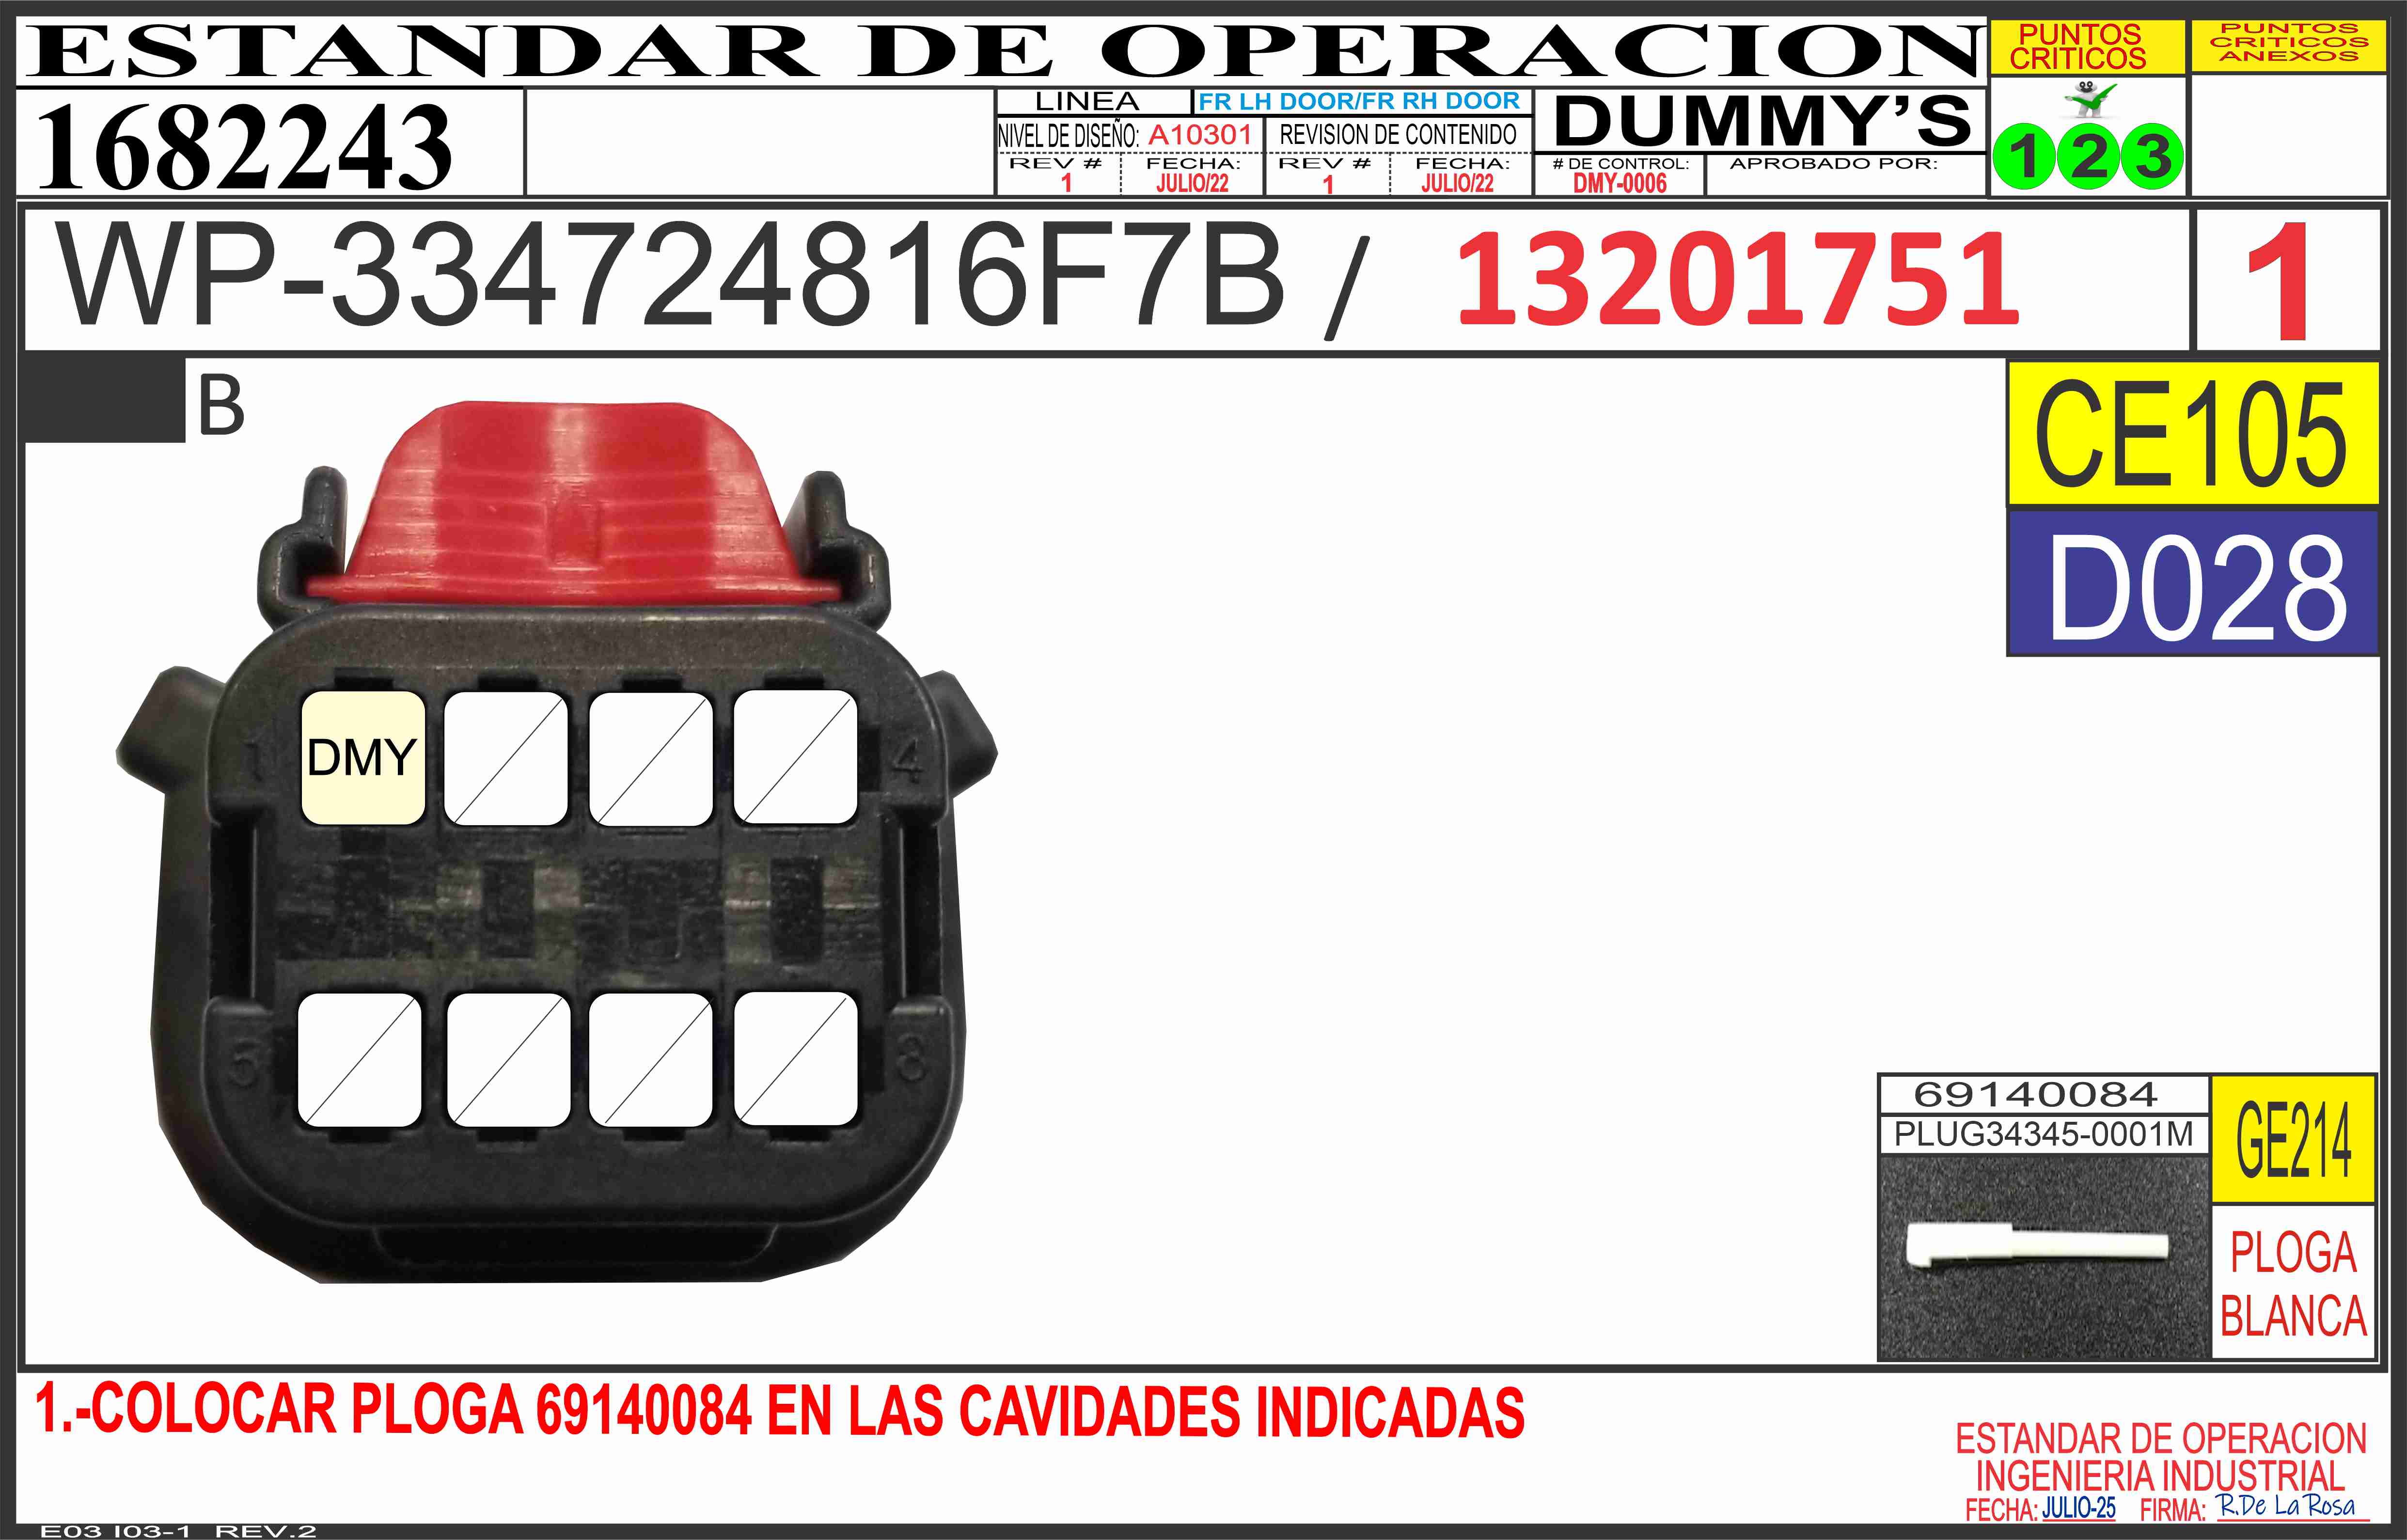 ESTANDAR DE OPERACION
PUNTOS
CRITICOS
PUNTOS
CRITICOS
ANEXOS
1682243
LINEA
FR LH DOOR/FR RH DOOR
NIVEL DE DISEÑO: A10301
REVISION DE CONTENIDO
REV #
1
FECHA:
JULIO/22
REV #
1
FECHA:
JULIO/22
DUMMY'S
# DE CONTROL:
DMY-0006
APROBADO POR:
1 2 3
WP-334724816F7B / 13201751
1
B
CE105
D028
1
DMY
4
5
8
69140084
PLUG34345-0001M
GE214
PLOGA
BLANCA
1.-COLOCAR PLOGA 69140084 EN LAS CAVIDADES INDICADAS
ESTANDAR DE OPERACION
INGENIERIA INDUSTRIAL
FECHA: JULIO-25 FIRMA: R.De La Rosa
E03 I03-1 REV.2